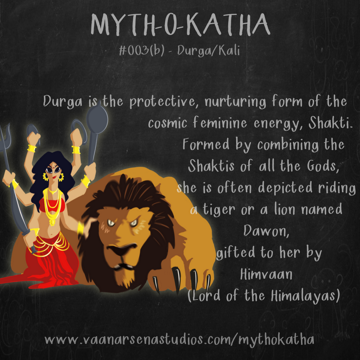 MYTH-O-KATHA
#003(b) - Durga/Kali
Durga is the protective, nurturing form of the
cosmic feminine energy, Shakti.
Formed by combining the
Shaktis of all the Gods,
she is often depicted riding
a tiger or a lion named
Dawon,
gifted to her by
Himvaan
(Lord of the Himalayas)
www.vaanarsenastudios.com/mythokatha